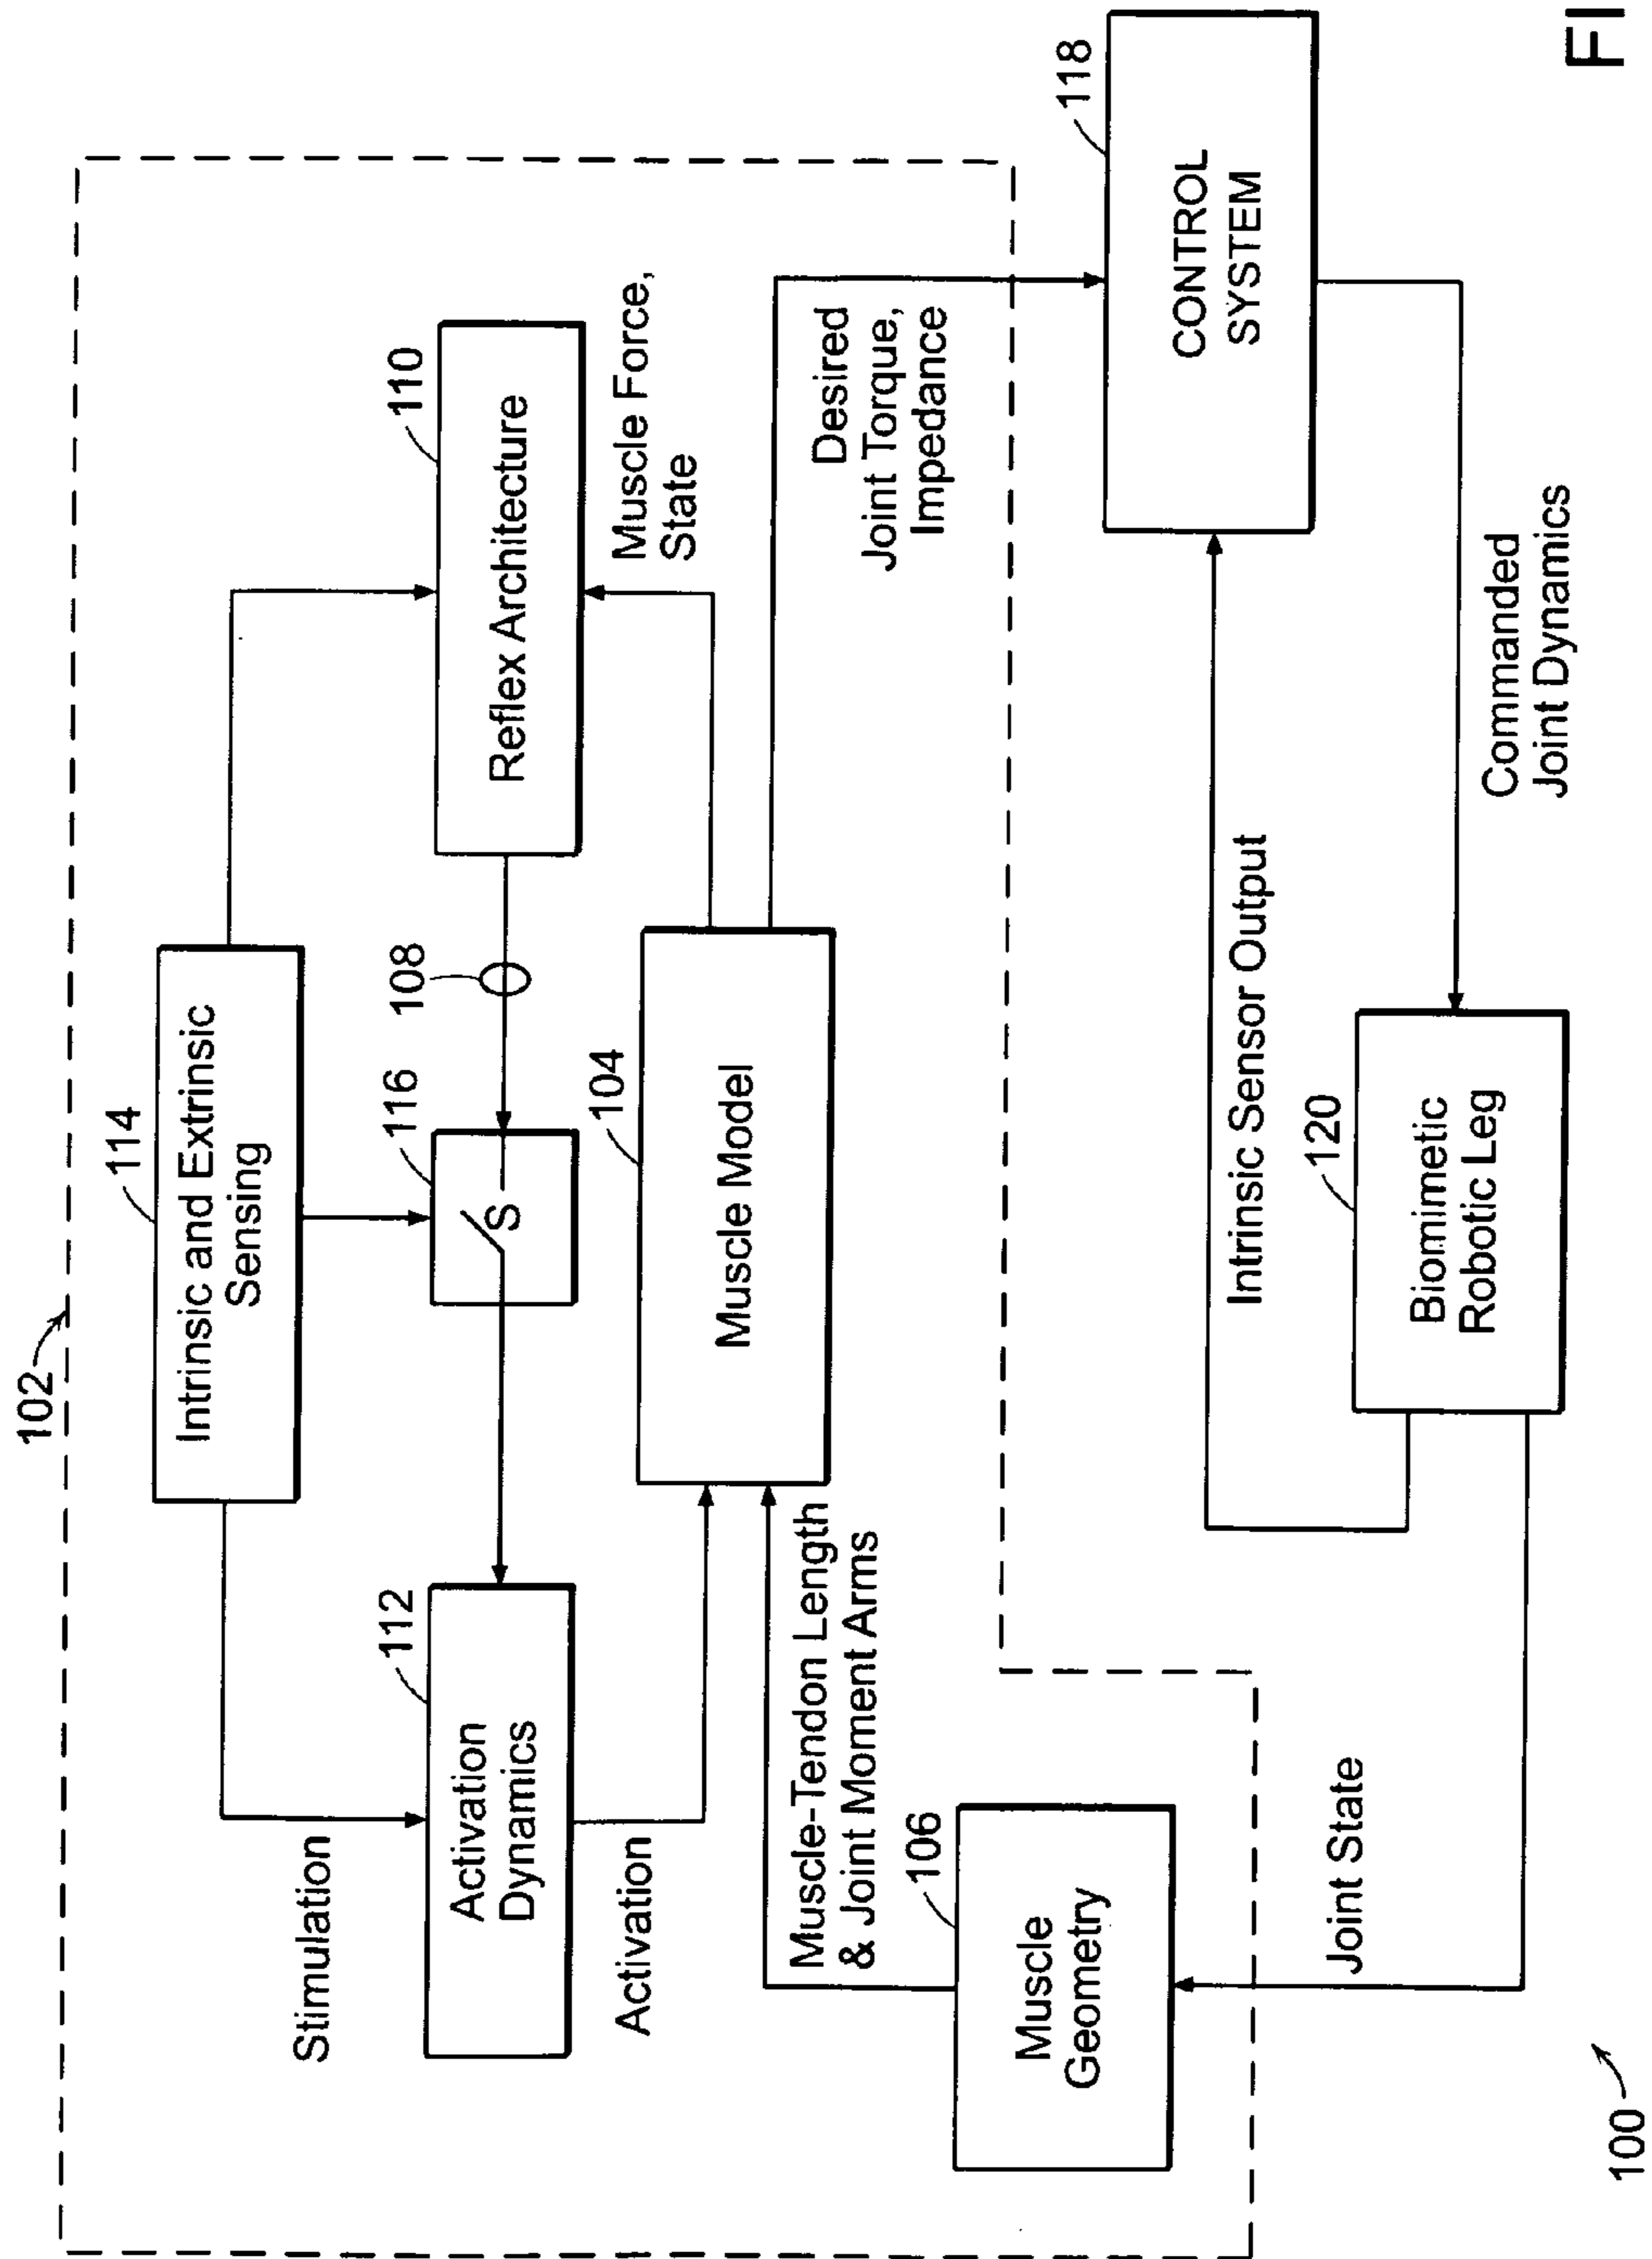 102
114
Intrinsic and Extrinsic
Sensing
Stimulation
112
Activation
Dynamics
116
S
108
110
Reflex Architecture
Activation
104
Muscle Model
Muscle Force,
State
Muscle-Tendon Length
& Joint Moment Arms
106
Muscle
Geometry
Desired
Joint Torque,
Impedance
118
CONTROL
SYSTEM
Intrinsic Sensor Output
Joint State
120
Biomimetic
Robotic Leg
Commanded
Joint Dynamics
100
FI